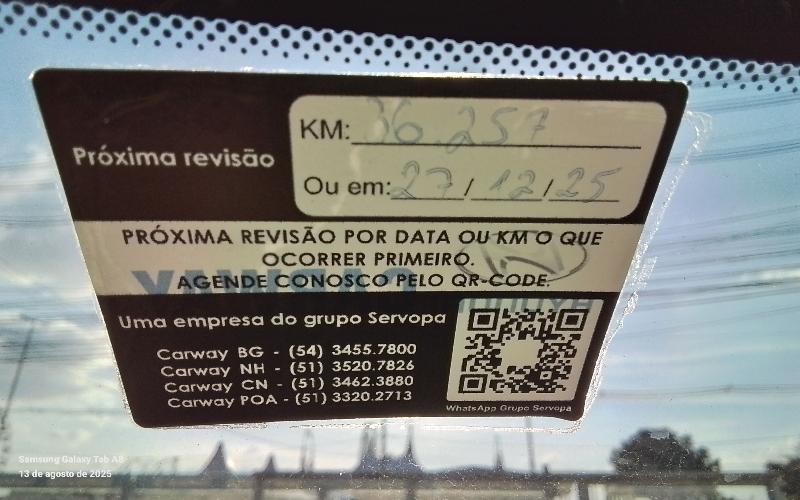 Próxima revisão
KM: 36.257
Ou em: 27/12/25
PRÓXIMA REVISÃO POR DATA OU KM O QUE
OCORRER PRIMEIRO.
AGENDE CONOSCO PELO QR-CODE.
Uma empresa do grupo Servopa
Carway BG - (54) 3455.7800
Carway NH - (51) 3520.7826
Carway CN - (51) 3462.3880
Carway POA - (51) 3320.2713
WhatsApp Grupo Servopa
CARWAY
HYUNDAI
Samsung Galaxy Tab A8
13 de agosto de 2025